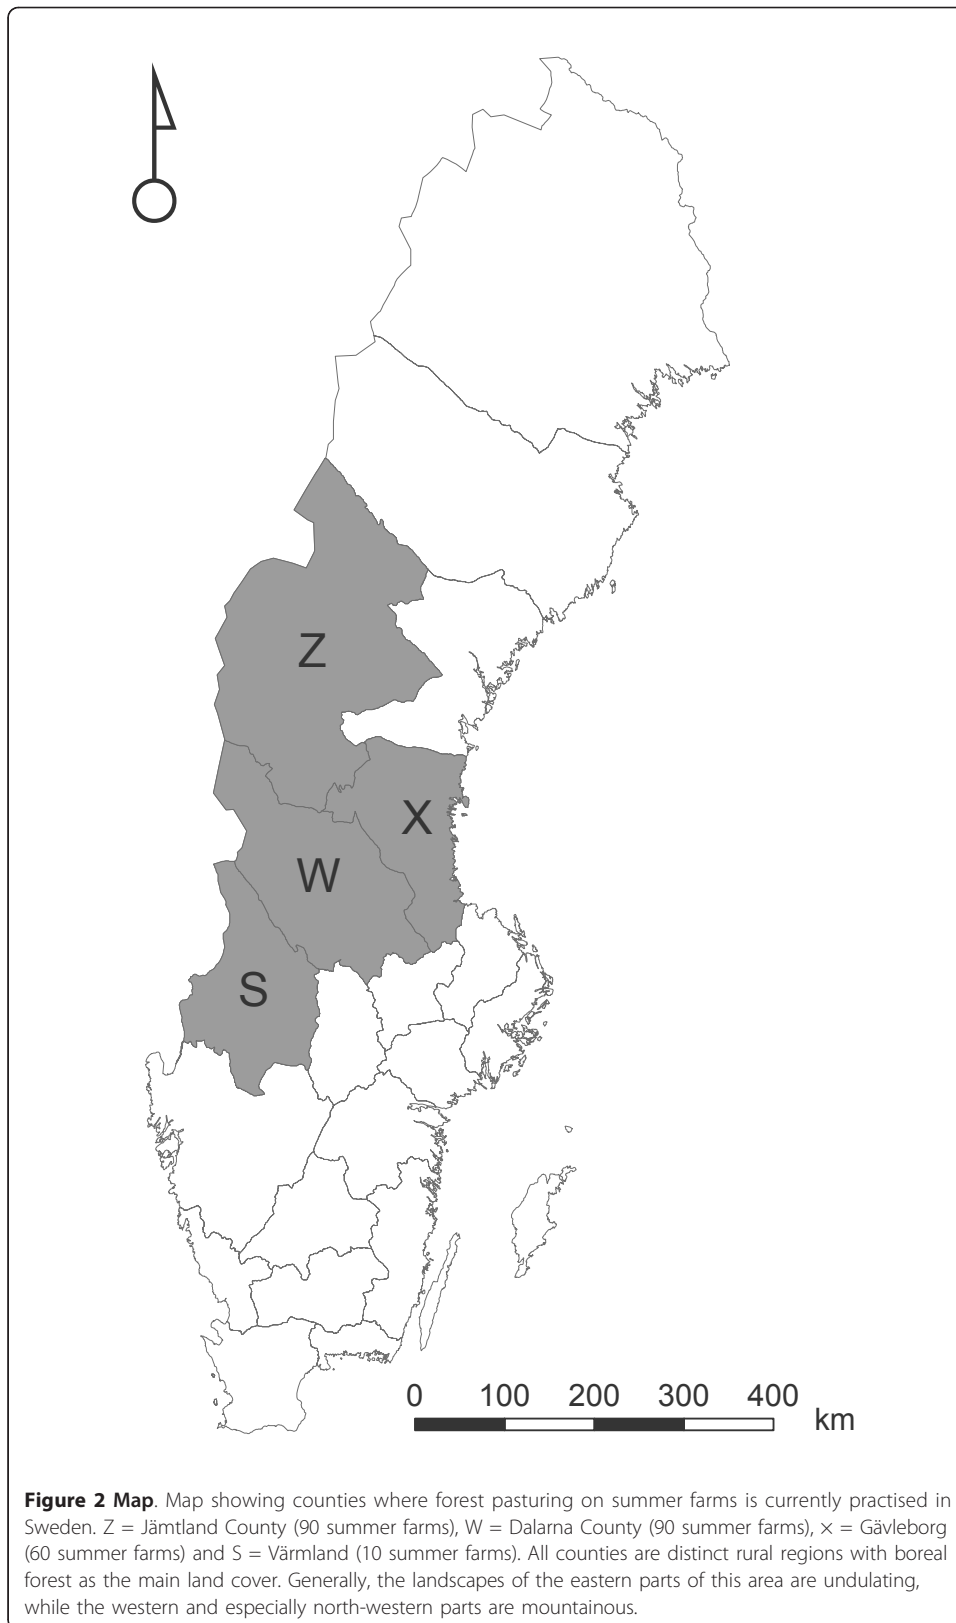 Z
X
W
S
0 100 200 300 400
km
Figure 2 Map. Map showing counties where forest pasturing on summer farms is currently practised in
Sweden. Z = Jämtland County (90 summer farms), W = Dalarna County (90 summer farms), × = Gävleborg
(60 summer farms) and S = Värmland (10 summer farms). All counties are distinct rural regions with boreal
forest as the main land cover. Generally, the landscapes of the eastern parts of this area are undulating,
while the western and especially north-western parts are mountainous.